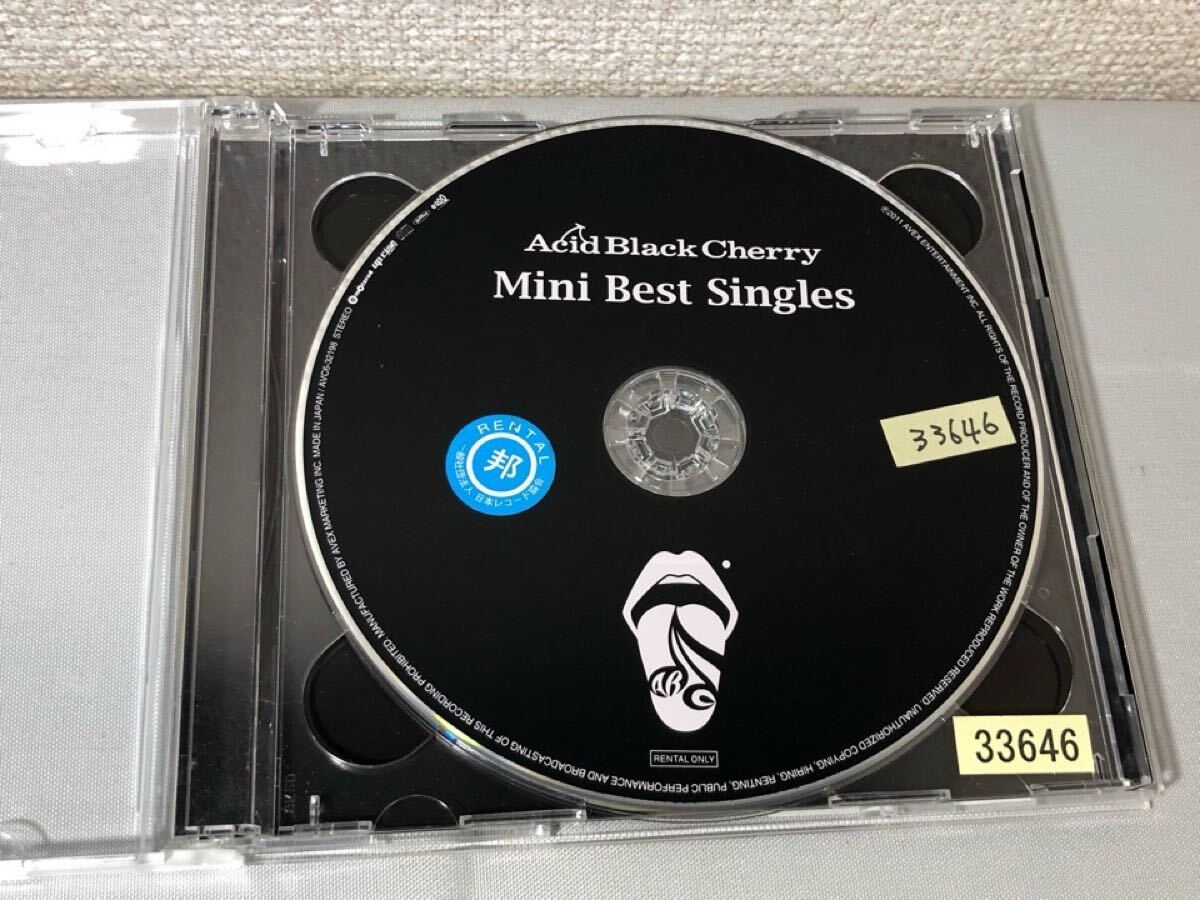 Acid Black Cherry
Mini Best Singles
RENTAL
邦
一般社団法人 日本レコード協会
33646
ABC
RENTAL ONLY
33646
℗2011 AVEX ENTERTAINMENT INC. ALL RIGHTS OF THE RECORD PRODUCER AND OF THE OWNER OF THE WORK REPRODUCED RESERVED. UNAUTHORIZED COPYING, HIRING, RENTING, PUBLIC PERFORMANCE AND BROADCASTING OF THIS RECORDING PROHIBITED. MANUFACTURED BY AVEX MARKETING INC. MADE IN JAPAN / AVC6-32198 STEREO